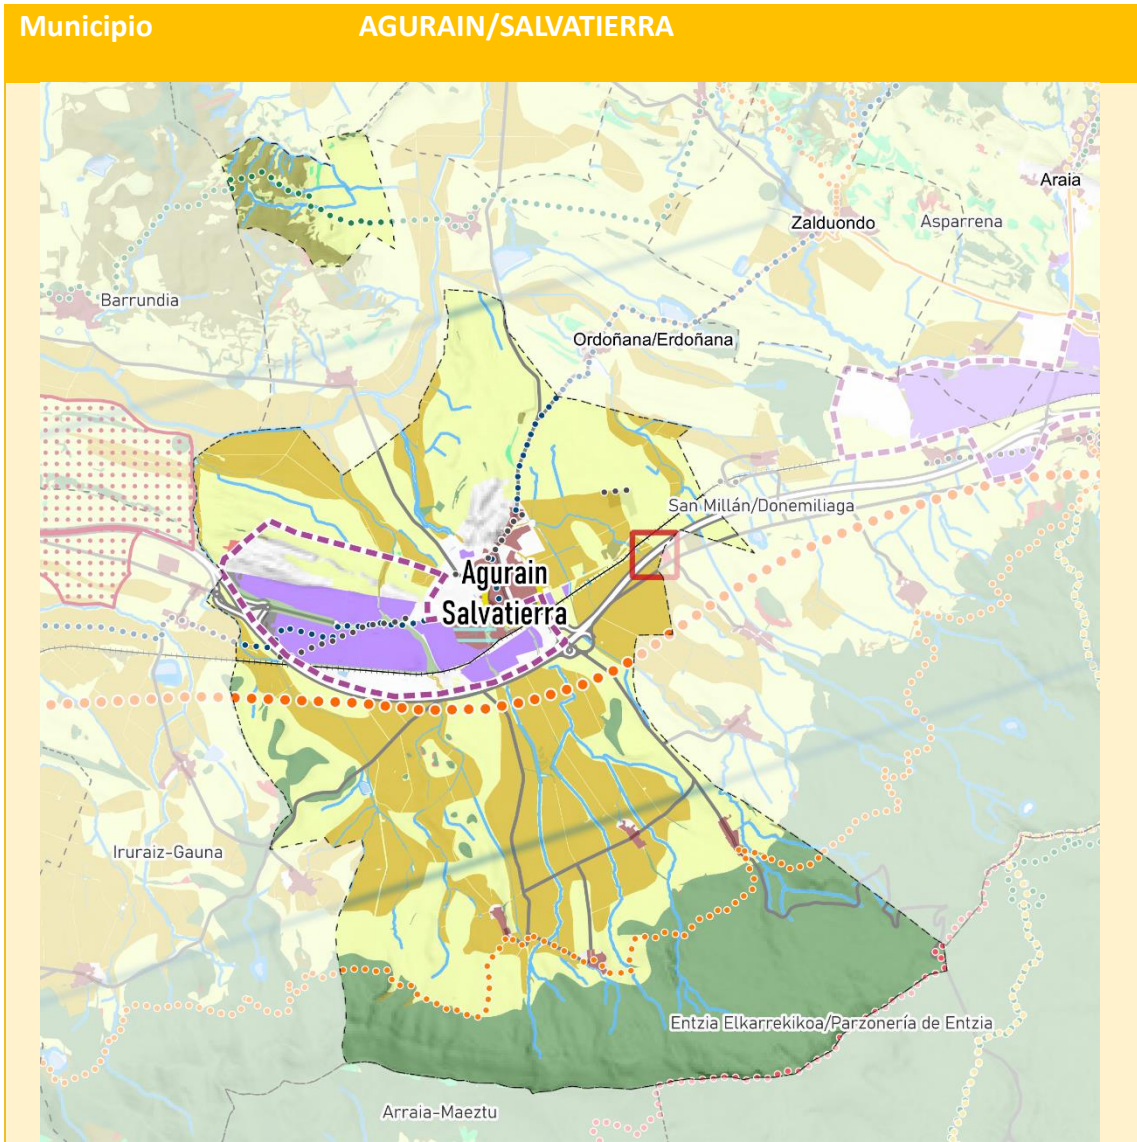 Municipio AGURAIN/SALVATIERRA
Araia
Zalduondo
Asparrena
Barrundia
Ordoñana/Erdoñana
San Millán/Donemiliaga
Agurain
Salvatierra
Iruraiz-Gauna
Entzia Elkarrekikoa/Parzonería de Entzia
Arraia-Maeztu